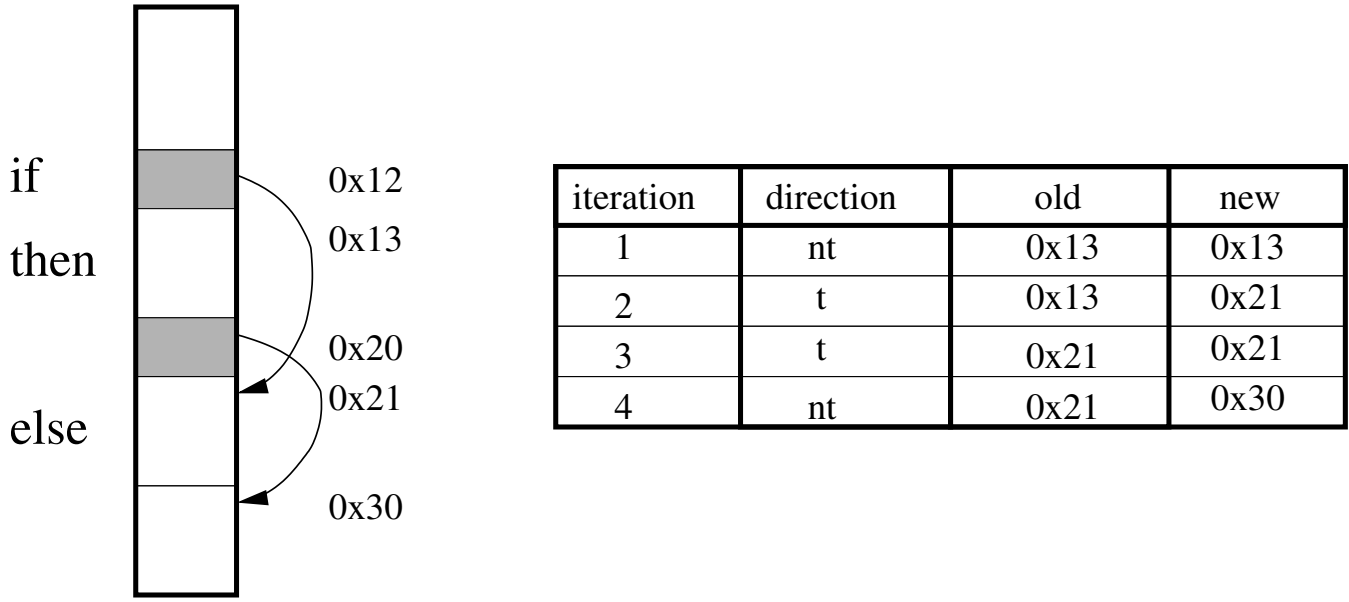 if
then
else
0x12
0x13
0x20
0x21
0x30
iteration direction old new
1 nt 0x13 0x13
2 t 0x13 0x21
3 t 0x21 0x21
4 nt 0x21 0x30